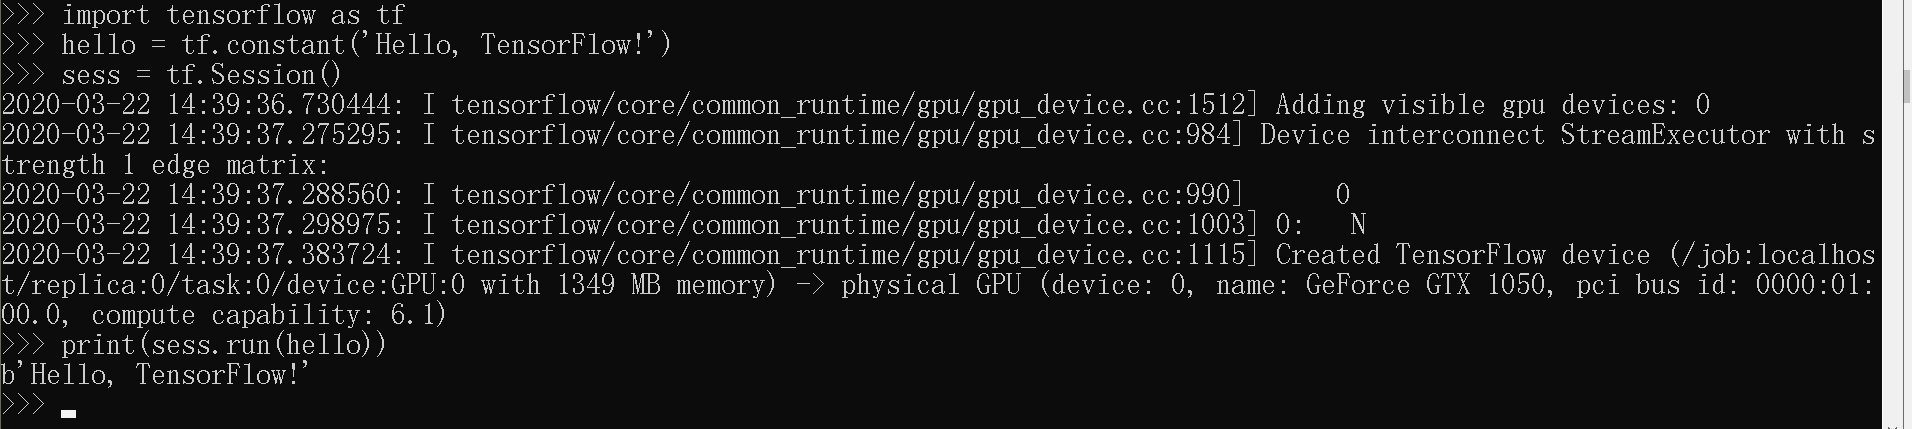 >>> import tensorflow as tf
>>> hello = tf.constant('Hello, TensorFlow!')
>>> sess = tf.Session()
2020-03-22 14:39:36.730444: I tensorflow/core/common_runtime/gpu/gpu_device.cc:1512] Adding visible gpu devices: 0
2020-03-22 14:39:37.275295: I tensorflow/core/common_runtime/gpu/gpu_device.cc:984] Device interconnect StreamExecutor with s
trength 1 edge matrix:
2020-03-22 14:39:37.288560: I tensorflow/core/common_runtime/gpu/gpu_device.cc:990]      0
2020-03-22 14:39:37.298975: I tensorflow/core/common_runtime/gpu/gpu_device.cc:1003] 0:   N
2020-03-22 14:39:37.383724: I tensorflow/core/common_runtime/gpu/gpu_device.cc:1115] Created TensorFlow device (/job:localhos
t/replica:0/task:0/device:GPU:0 with 1349 MB memory) -> physical GPU (device: 0, name: GeForce GTX 1050, pci bus id: 0000:01:
00.0, compute capability: 6.1)
>>> print(sess.run(hello))
b'Hello, TensorFlow!'
>>>